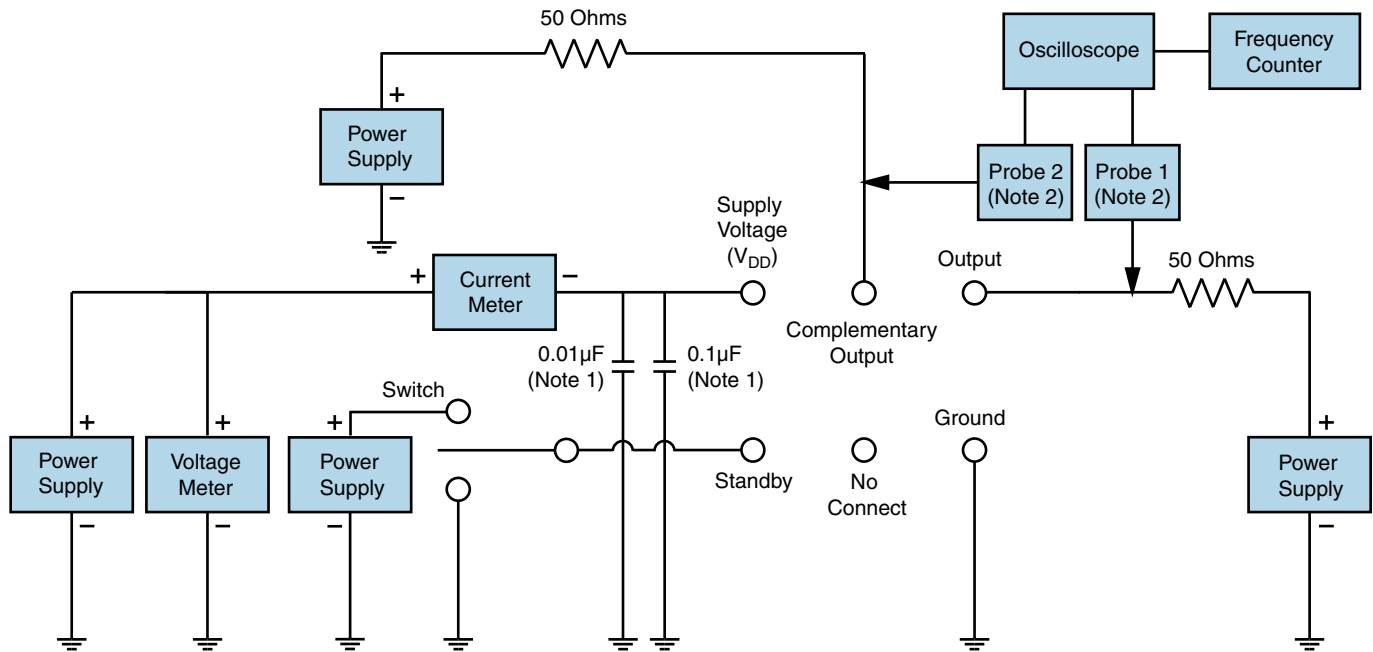 50 Ohms
Oscilloscope
Frequency
Counter
+
Power
Supply
−
Probe 2
(Note 2)
Probe 1
(Note 2)
Supply
Voltage
(VDD)
Output
50 Ohms
+
Current
Meter
−
Complementary
Output
0.01µF
(Note 1)
0.1µF
(Note 1)
Switch
+
Power
Supply
−
+
Voltage
Meter
−
+
Power
Supply
−
Standby
No
Connect
Ground
+
Power
Supply
−